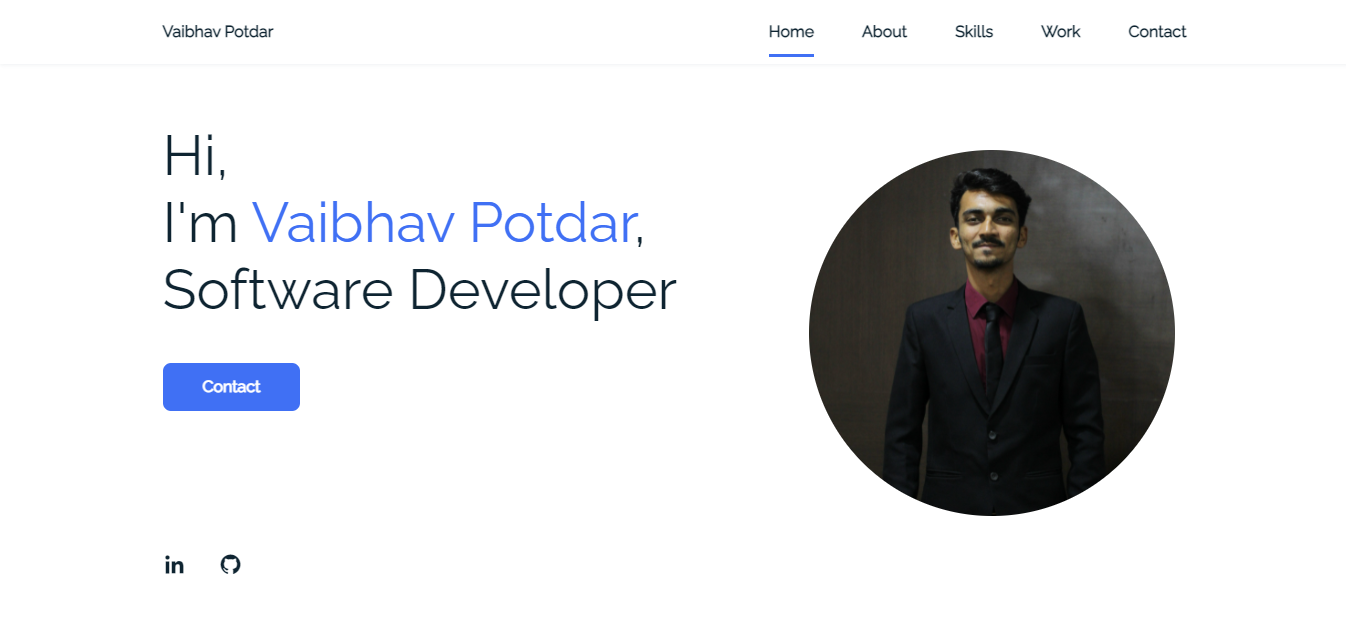 Vaibhav Potdar
Home About Skills Work Contact
Hi,
I'm Vaibhav Potdar,
Software Developer
Contact
in